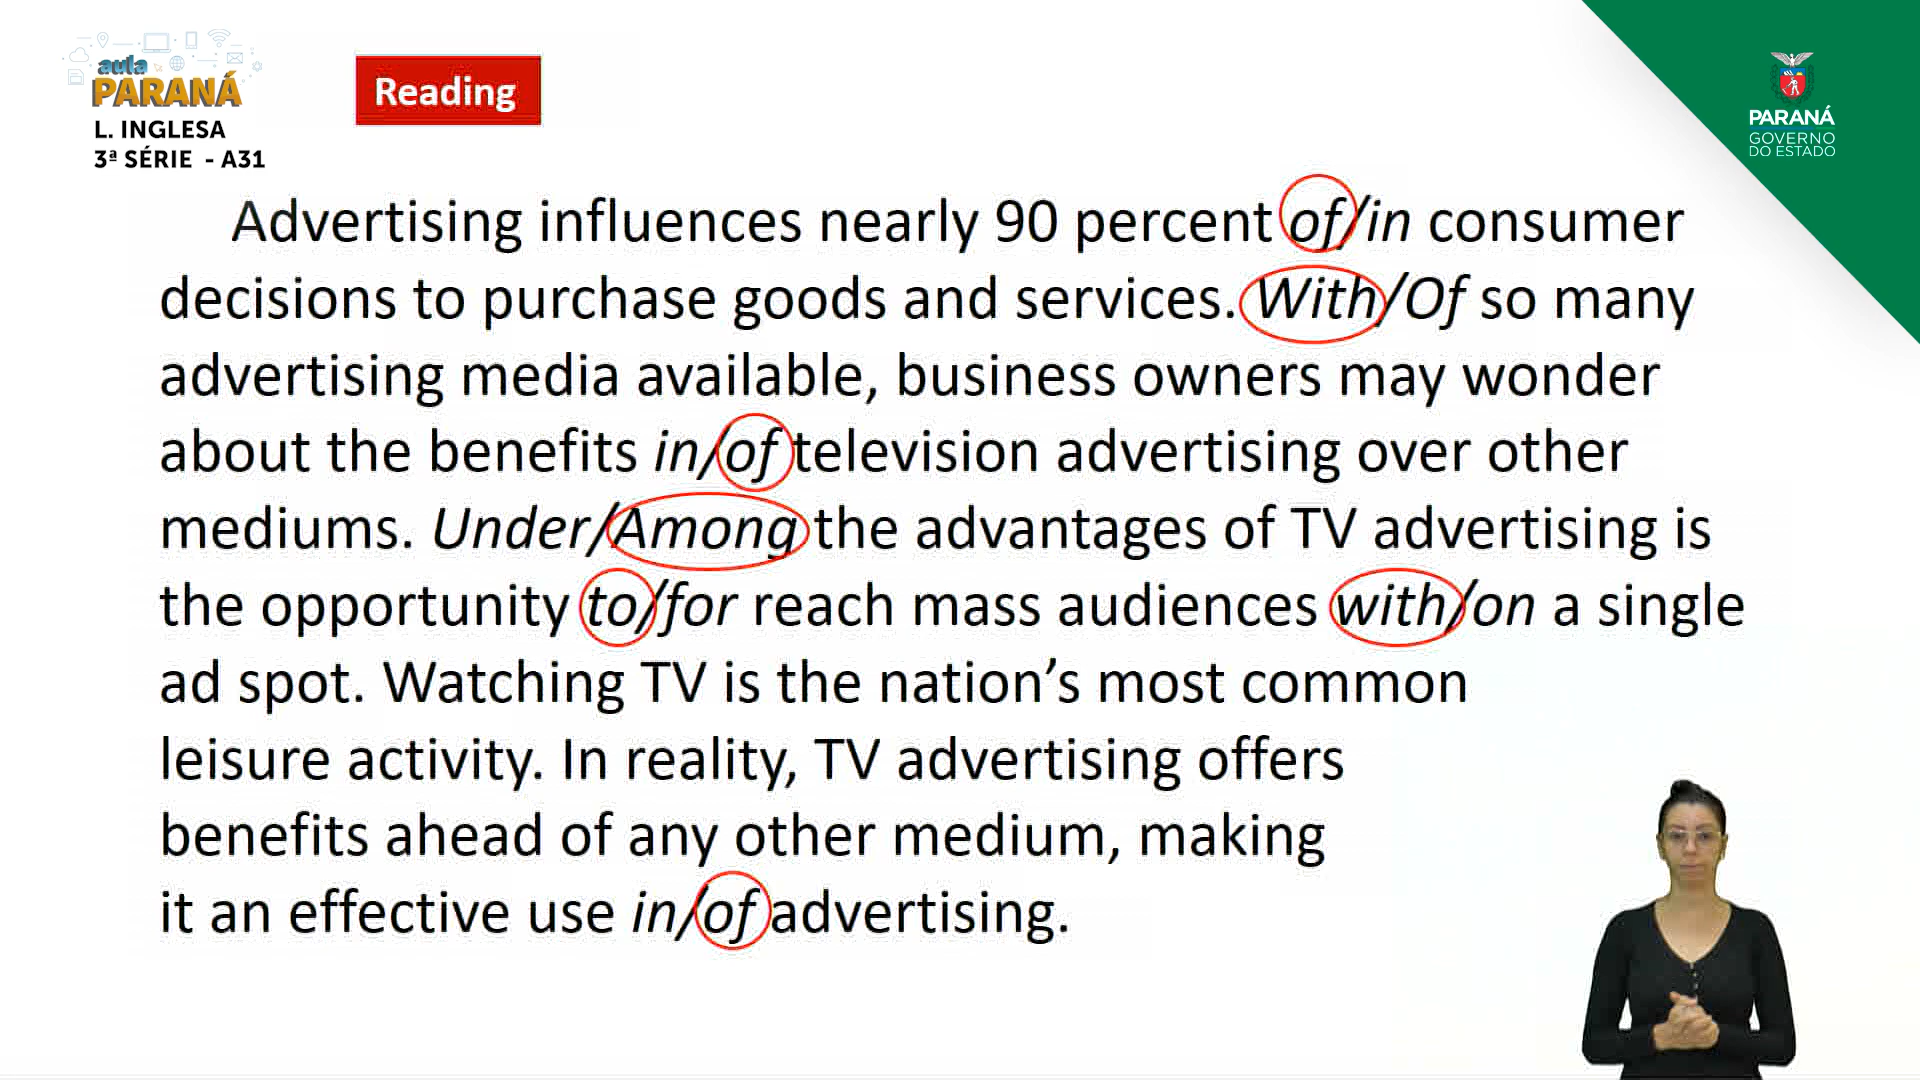 aula
PARANÁ
L. INGLESA
3ª SÉRIE - A31
Reading
PARANÁ
GOVERNO
DO ESTADO
Advertising influences nearly 90 percent of/in consumer
decisions to purchase goods and services. With/Of so many
advertising media available, business owners may wonder
about the benefits in/of television advertising over other
mediums. Under/Among the advantages of TV advertising is
the opportunity to/for reach mass audiences with/on a single
ad spot. Watching TV is the nation’s most common
leisure activity. In reality, TV advertising offers
benefits ahead of any other medium, making
it an effective use in/of advertising.